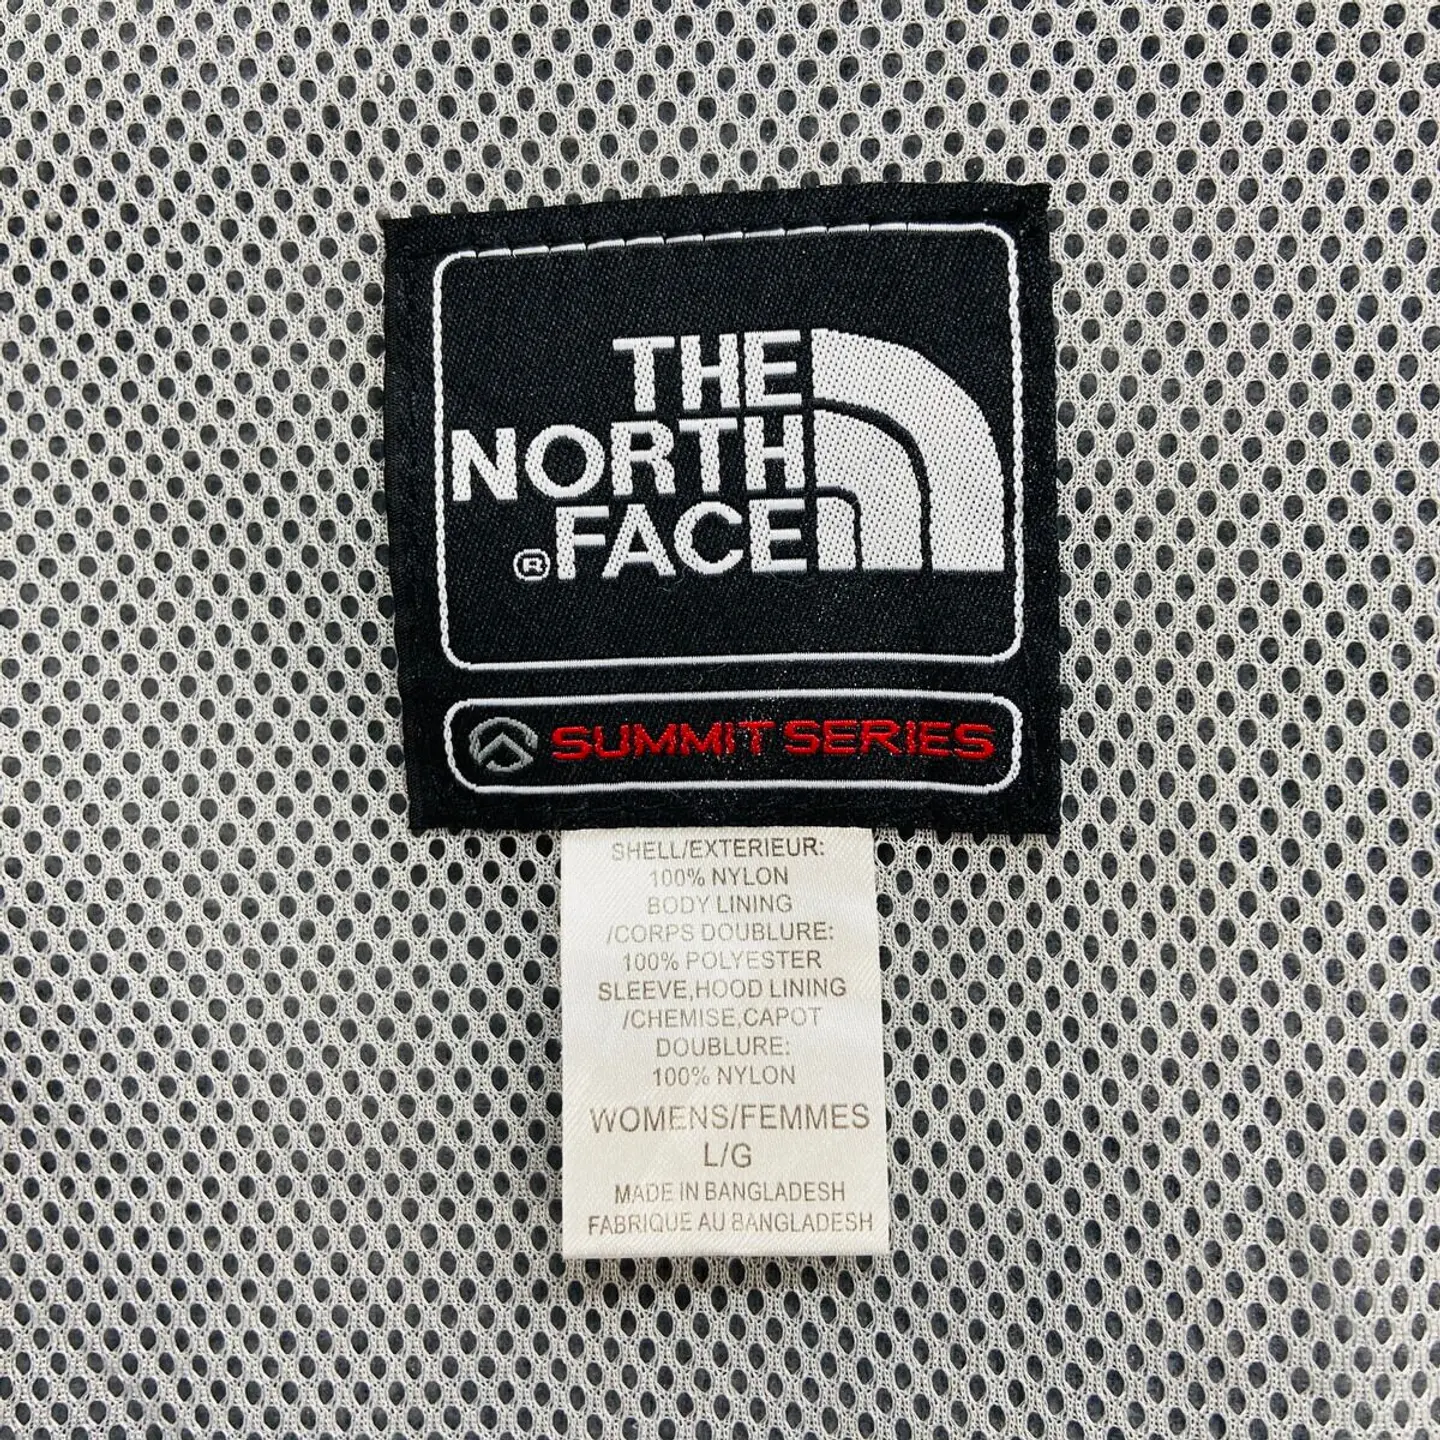 THE
NORTH
®FACE
SUMMIT SERIES
SHELL/EXTERIEUR:
100% NYLON
BODY LINING
/CORPS DOUBLURE:
100% POLYESTER
SLEEVE,HOOD LINING
/CHEMISE,CAPOT
DOUBLURE:
100% NYLON
WOMENS/FEMMES
L/G
MADE IN BANGLADESH
FABRIQUE AU BANGLADESH